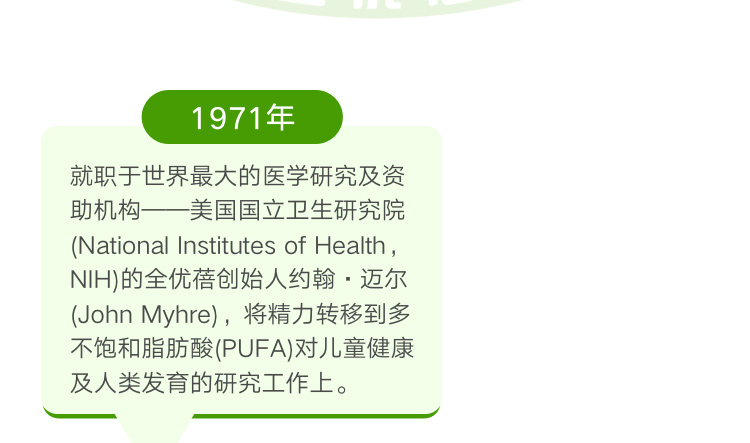 1971年
就职于世界最大的医学研究及资
助机构——美国国立卫生研究院
(National Institutes of Health，
NIH)的全优蓓创始人约翰·迈尔
(John Myhre)，将精力转移到多
不饱和脂肪酸(PUFA)对儿童健康
及人类发育的研究工作上。